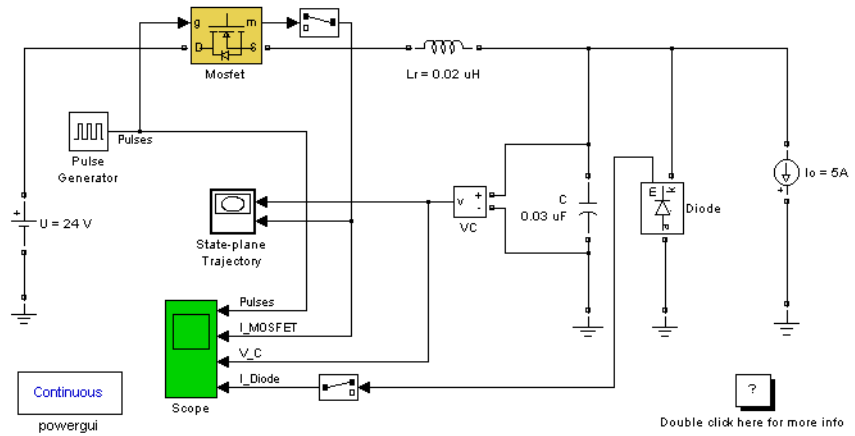 g
m
D
S
Mosfet
Lr = 0.02 uH
Pulses
Pulse
Generator
+
U = 24 V
State-plane
Trajectory
v
+
-
VC
C
0.03 uF
m
k
a
Diode
+
Io = 5A
Pulses
I_MOSFET
V_C
I_Diode
Scope
Continuous
powergui
?
Double click here for more info